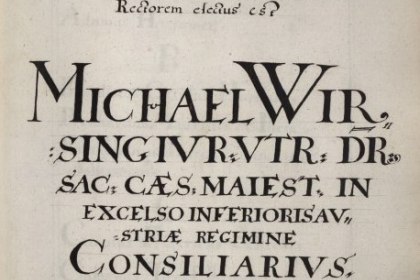 Rectorem electus est
MICHAEL WIR,
:SING IVR: VTR: DR.
SAC: CÆS: MAIEST: IN
EXCELSO INFERIORIS AV:
:STRIÆ REGIMINE
CONSILIARIVS.